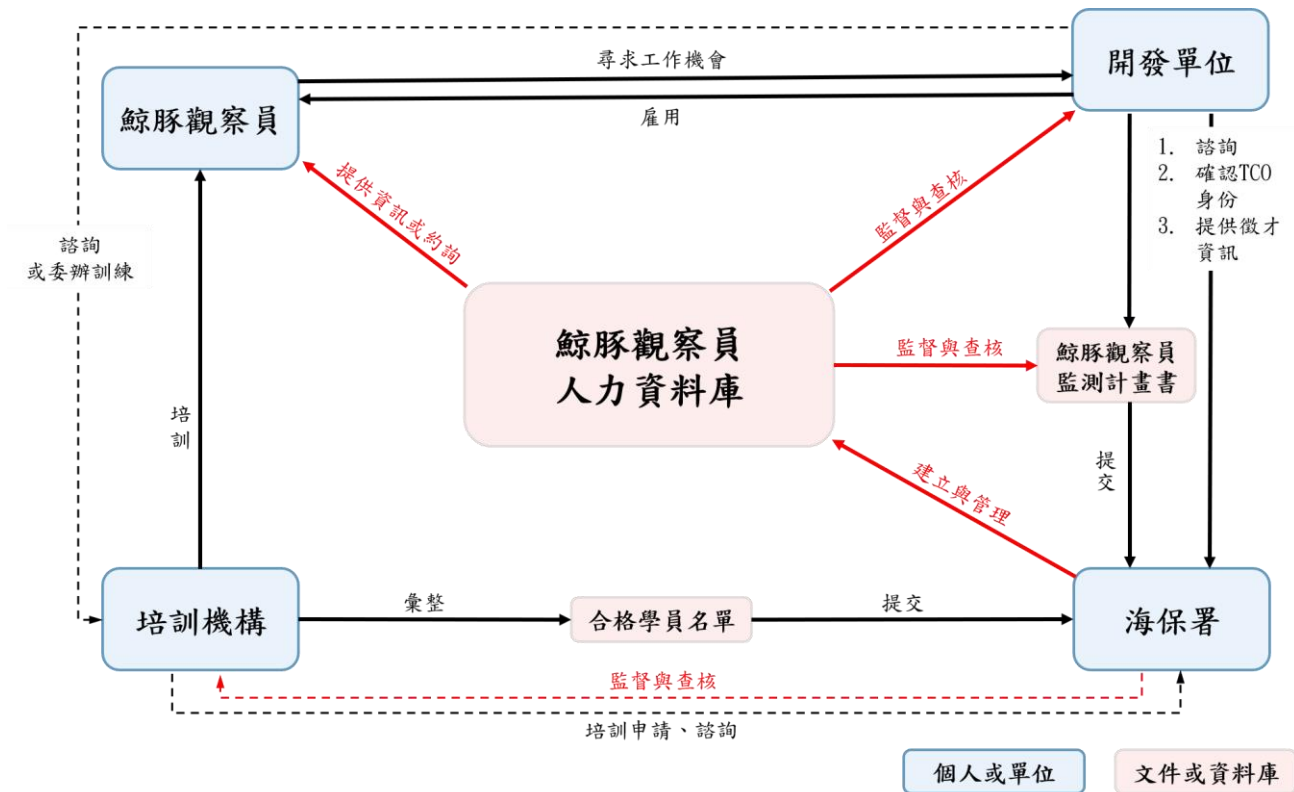 開發單位
尋求工作機會
鯨豚觀察員
雇用
1. 諮詢
2. 確認TCO
身份
3. 提供徵才
資訊
提供資訊或約詢
監督與查核
諮詢
或委辦訓練
鯨豚觀察員
人力資料庫
監督與查核
鯨豚觀察員
監測計畫書
培
訓
提
交
建立與管理
培訓機構
彙整
合格學員名單
提交
海保署
監督與查核
培訓申請、諮詢
個人或單位
文件或資料庫